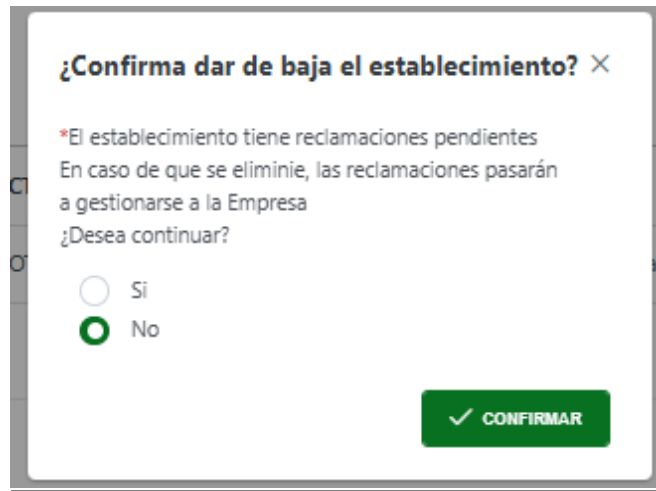 ¿Confirma dar de baja el establecimiento? ×
*El establecimiento tiene reclamaciones pendientes
En caso de que se eliminie, las reclamaciones pasarán
a gestionarse a la Empresa
¿Desea continuar?
Si
No
CONFIRMAR